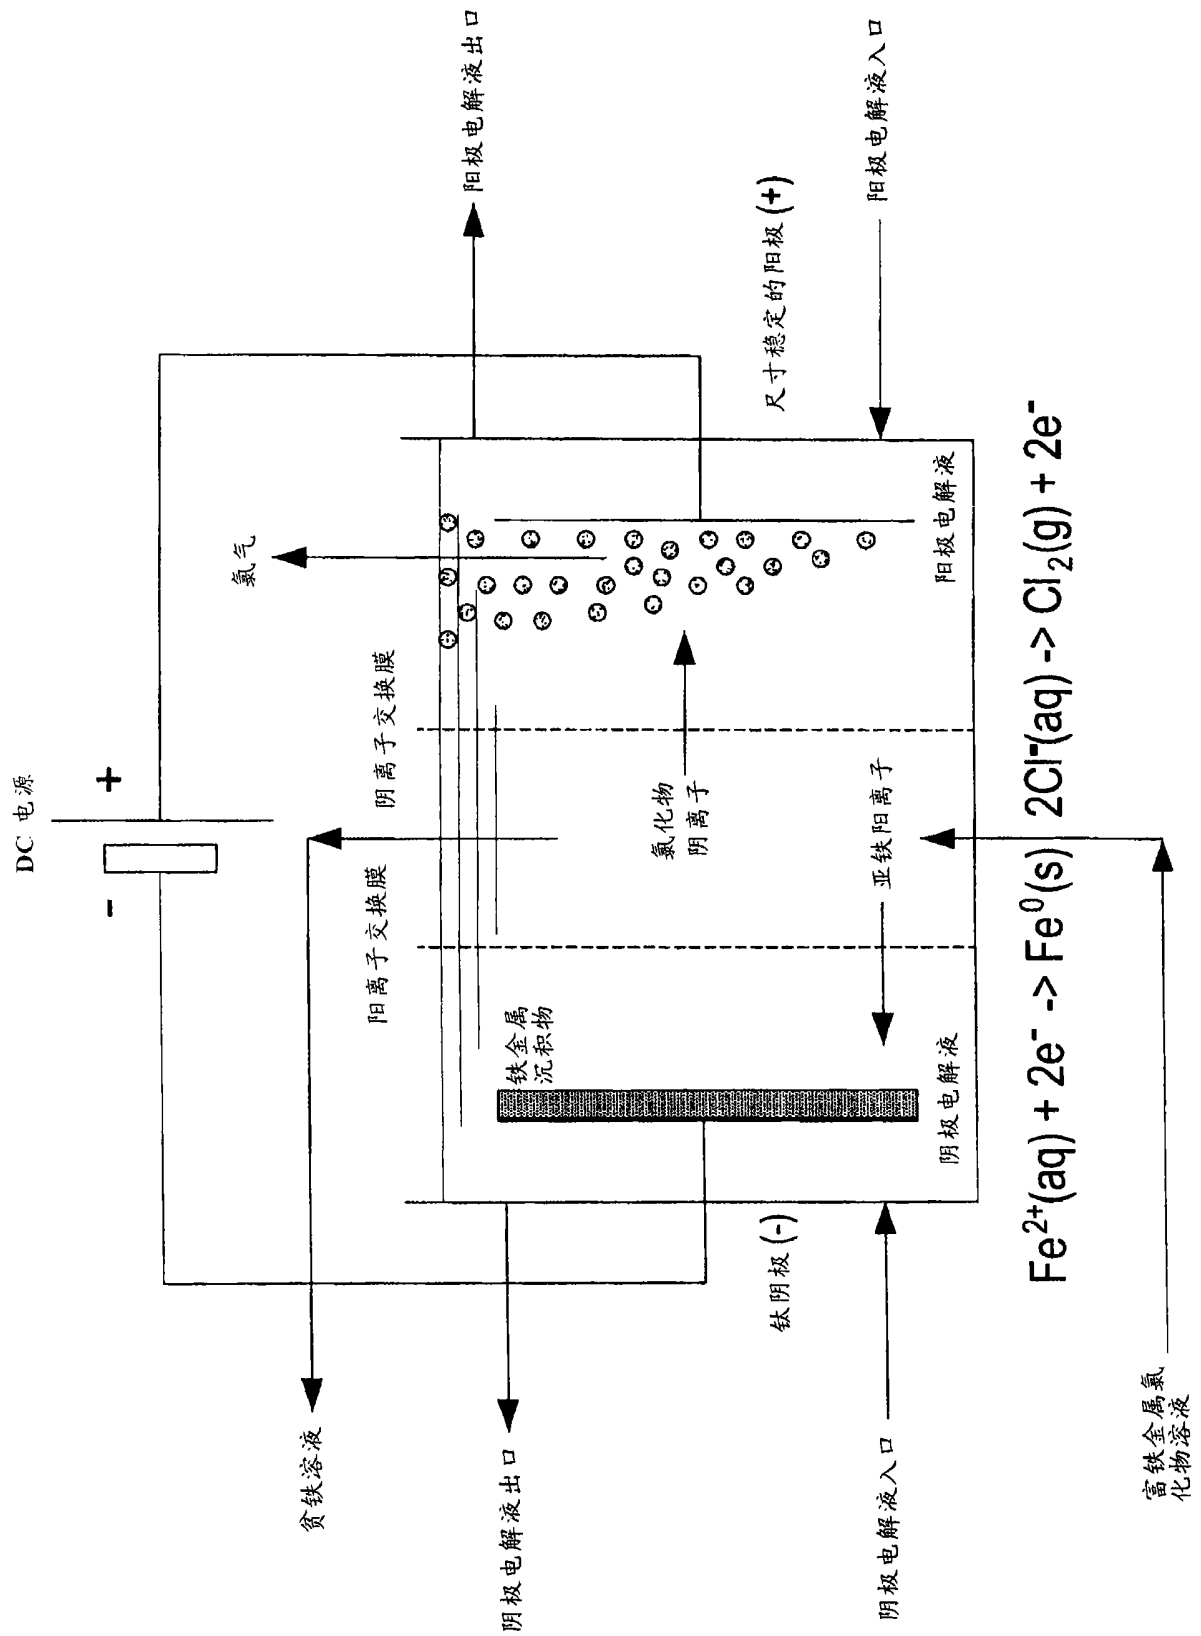 DC 电源
- +
贫铁溶液
氯气
阳离子交换膜
阴离子交换膜
阴极电解液出口
阳极电解液出口
铁金属
沉积物
氯化物
阴离子
钛阴极(-)
尺寸稳定的阳极(+)
亚铁阳离子
阴极电解液入口
阳极电解液入口
阴极电解液
阳极电解液
Fe²⁺(aq) + 2e⁻ -> Fe⁰(s) 2Cl⁻(aq) -> Cl₂(g) + 2e⁻
富铁金属氯
化物溶液